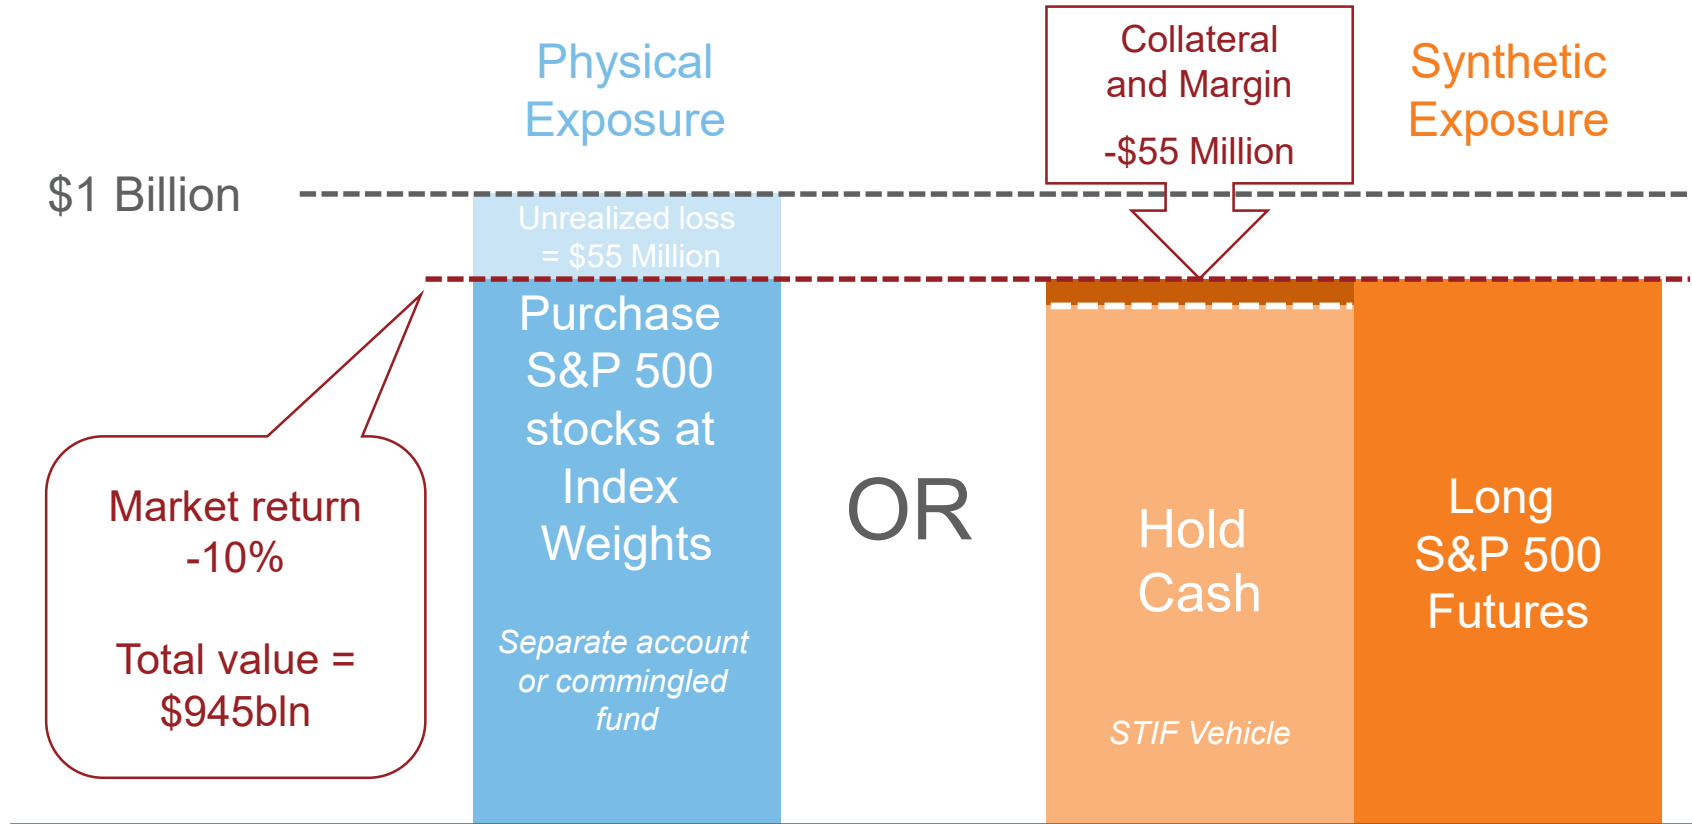 Physical
Exposure
Collateral
and Margin
-$55 Million
Synthetic
Exposure
$1 Billion
Unrealized loss
= $55 Million
Purchase
S&P 500
stocks at
Index
Weights
Separate account
or commingled
fund
Market return
-10%
Total value =
$945bln
OR
Hold
Cash
STIF Vehicle
Long
S&P 500
Futures